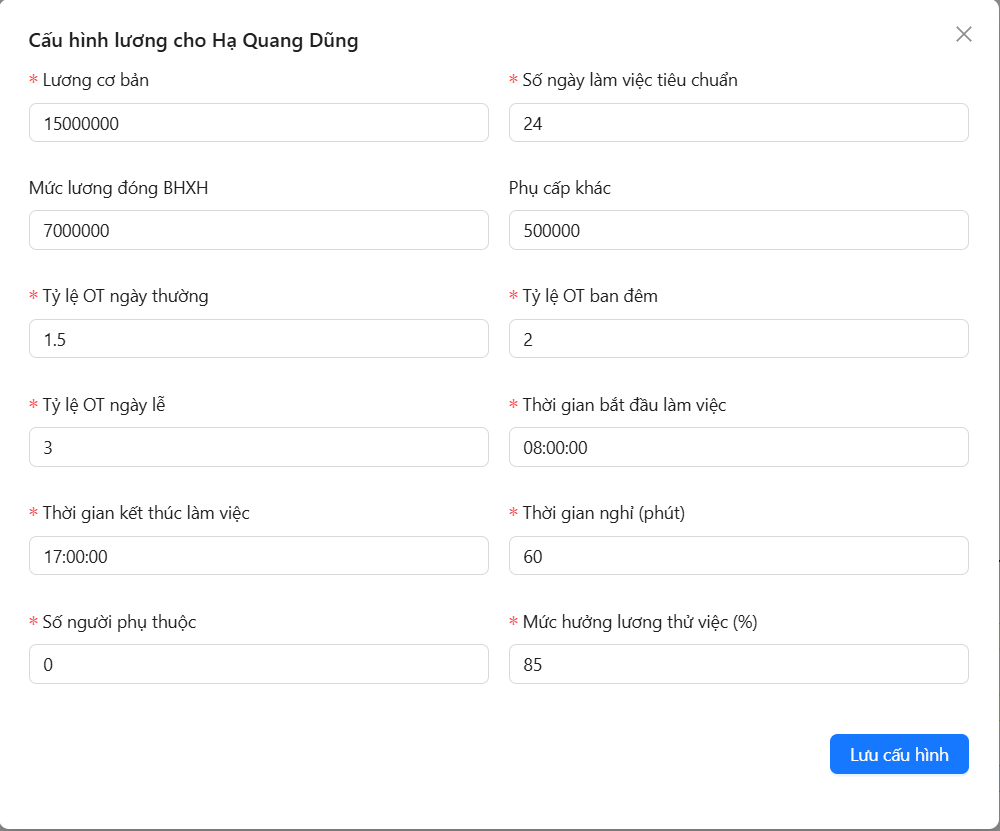 Cấu hình lương cho Hạ Quang Dũng
* Lương cơ bản
15000000
* Số ngày làm việc tiêu chuẩn
24
Mức lương đóng BHXH
7000000
Phụ cấp khác
500000
* Tỷ lệ OT ngày thường
1.5
* Tỷ lệ OT ban đêm
2
* Tỷ lệ OT ngày lễ
3
* Thời gian bắt đầu làm việc
08:00:00
* Thời gian kết thúc làm việc
17:00:00
* Thời gian nghỉ (phút)
60
* Số người phụ thuộc
0
* Mức hưởng lương thử việc (%)
85
Lưu cấu hình